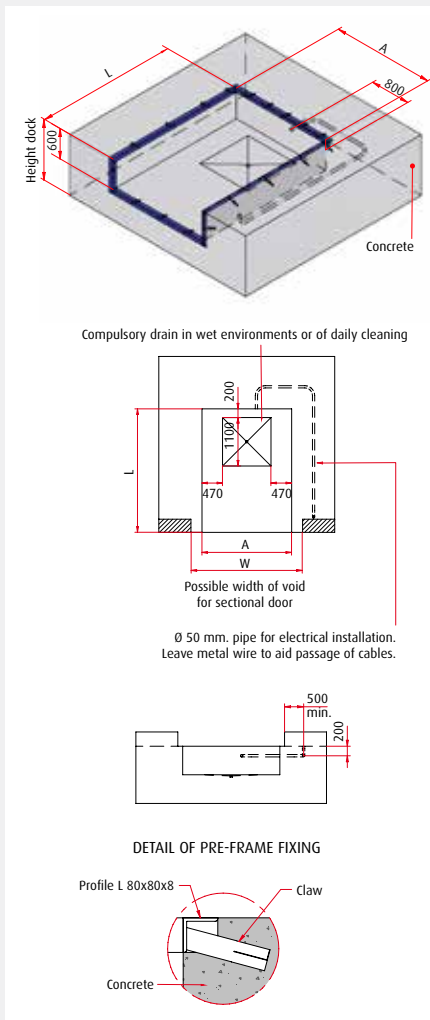 L
A
800
Height dock
600
Concrete
Compulsory drain in wet environments or of daily cleaning
200
1100
L
470
470
A
W
Possible width of void
for sectional door
Ø 50 mm. pipe for electrical installation.
Leave metal wire to aid passage of cables.
500
min.
200
DETAIL OF PRE-FRAME FIXING
Profile L 80x80x8
Claw
Concrete